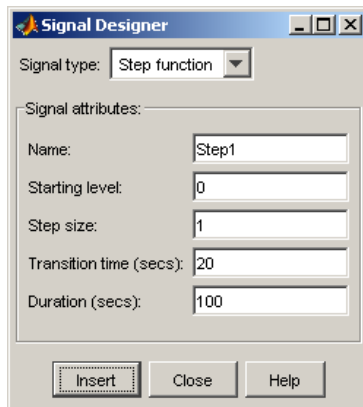 Signal Designer
Signal type: Step function
Signal attributes:
Name: Step1
Starting level: 0
Step size: 1
Transition time (secs): 20
Duration (secs): 100
Insert Close Help